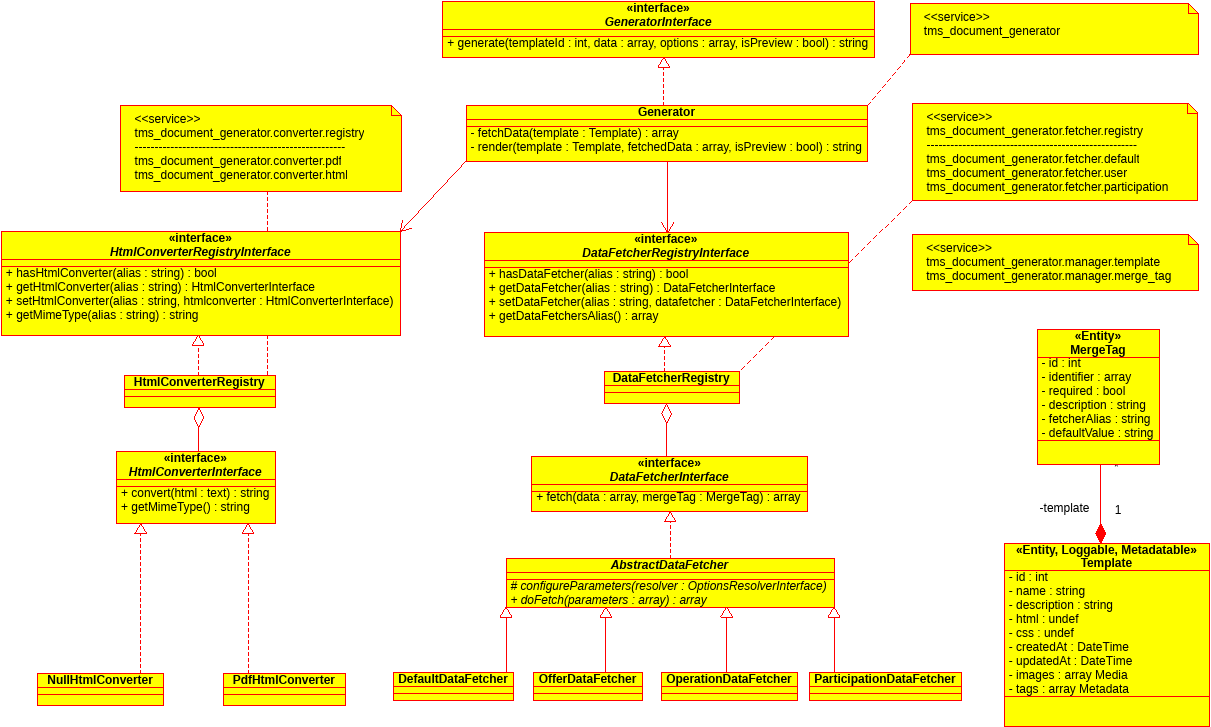 «interface»
GeneratorInterface
+ generate(templateId : int, data : array, options : array, isPreview : bool) : string
<<service>>
tms_document_generator
Generator
- fetchData(template : Template) : array
- render(template : Template, fetchedData : array, isPreview : bool) : string
<<service>>
tms_document_generator.converter.registry
-----------------------------------------------------
tms_document_generator.converter.pdf
tms_document_generator.converter.html
<<service>>
tms_document_generator.fetcher.registry
-----------------------------------------------------
tms_document_generator.fetcher.default
tms_document_generator.fetcher.user
tms_document_generator.fetcher.participation
«interface»
HtmlConverterRegistryInterface
+ hasHtmlConverter(alias : string) : bool
+ getHtmlConverter(alias : string) : HtmlConverterInterface
+ setHtmlConverter(alias : string, htmlconverter : HtmlConverterInterface)
+ getMimeType(alias : string) : string
«interface»
DataFetcherRegistryInterface
+ hasDataFetcher(alias : string) : bool
+ getDataFetcher(alias : string) : DataFetcherInterface
+ setDataFetcher(alias : string, datafetcher : DataFetcherInterface)
+ getDataFetchersAlias() : array
<<service>>
tms_document_generator.manager.template
tms_document_generator.manager.merge_tag
HtmlConverterRegistry
DataFetcherRegistry
«Entity»
MergeTag
- id : int
- identifier : array
- required : bool
- description : string
- fetcherAlias : string
- defaultValue : string
«interface»
HtmlConverterInterface
+ convert(html : text) : string
+ getMimeType() : string
«interface»
DataFetcherInterface
+ fetch(data : array, mergeTag : MergeTag) : array
-template
1
AbstractDataFetcher
# configureParameters(resolver : OptionsResolverInterface)
+ doFetch(parameters : array) : array
«Entity, Loggable, Metadatable»
Template
- id : int
- name : string
- description : string
- html : undef
- css : undef
- createdAt : DateTime
- updatedAt : DateTime
- images : array Media
- tags : array Metadata
NullHtmlConverter
PdfHtmlConverter
DefaultDataFetcher
OfferDataFetcher
OperationDataFetcher
ParticipationDataFetcher